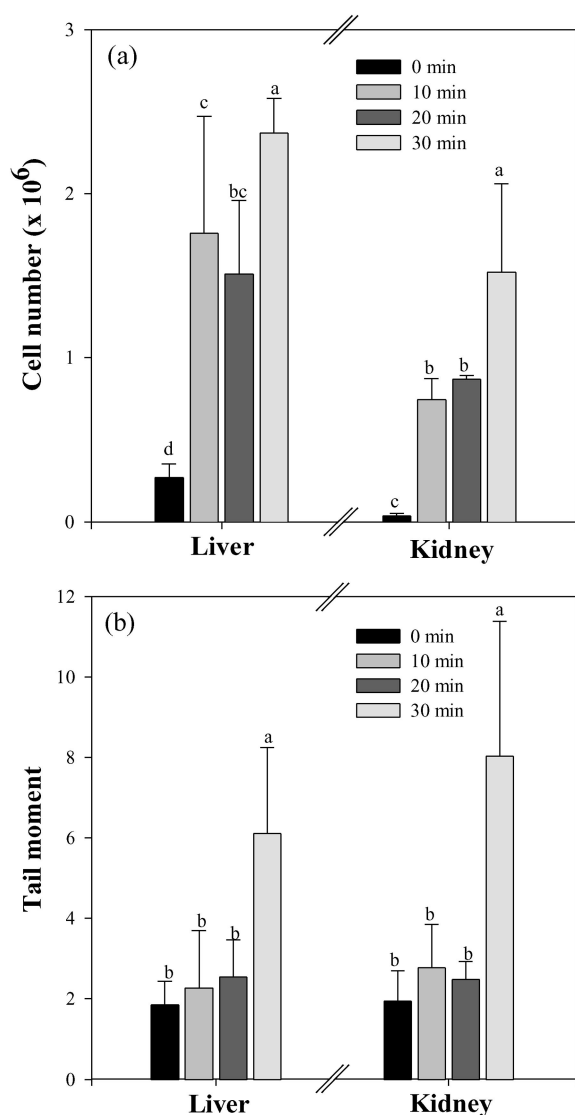 3
(a)
0 min
10 min
20 min
30 min
c
a
bc
a
2
b
b
1
d
c
0
Cell number (x 10⁶)
Liver
Kidney
12
(b)
0 min
10 min
20 min
30 min
a
10
8
a
6
4
b
b
b
b
b
b
2
0
Tail moment
Liver
Kidney